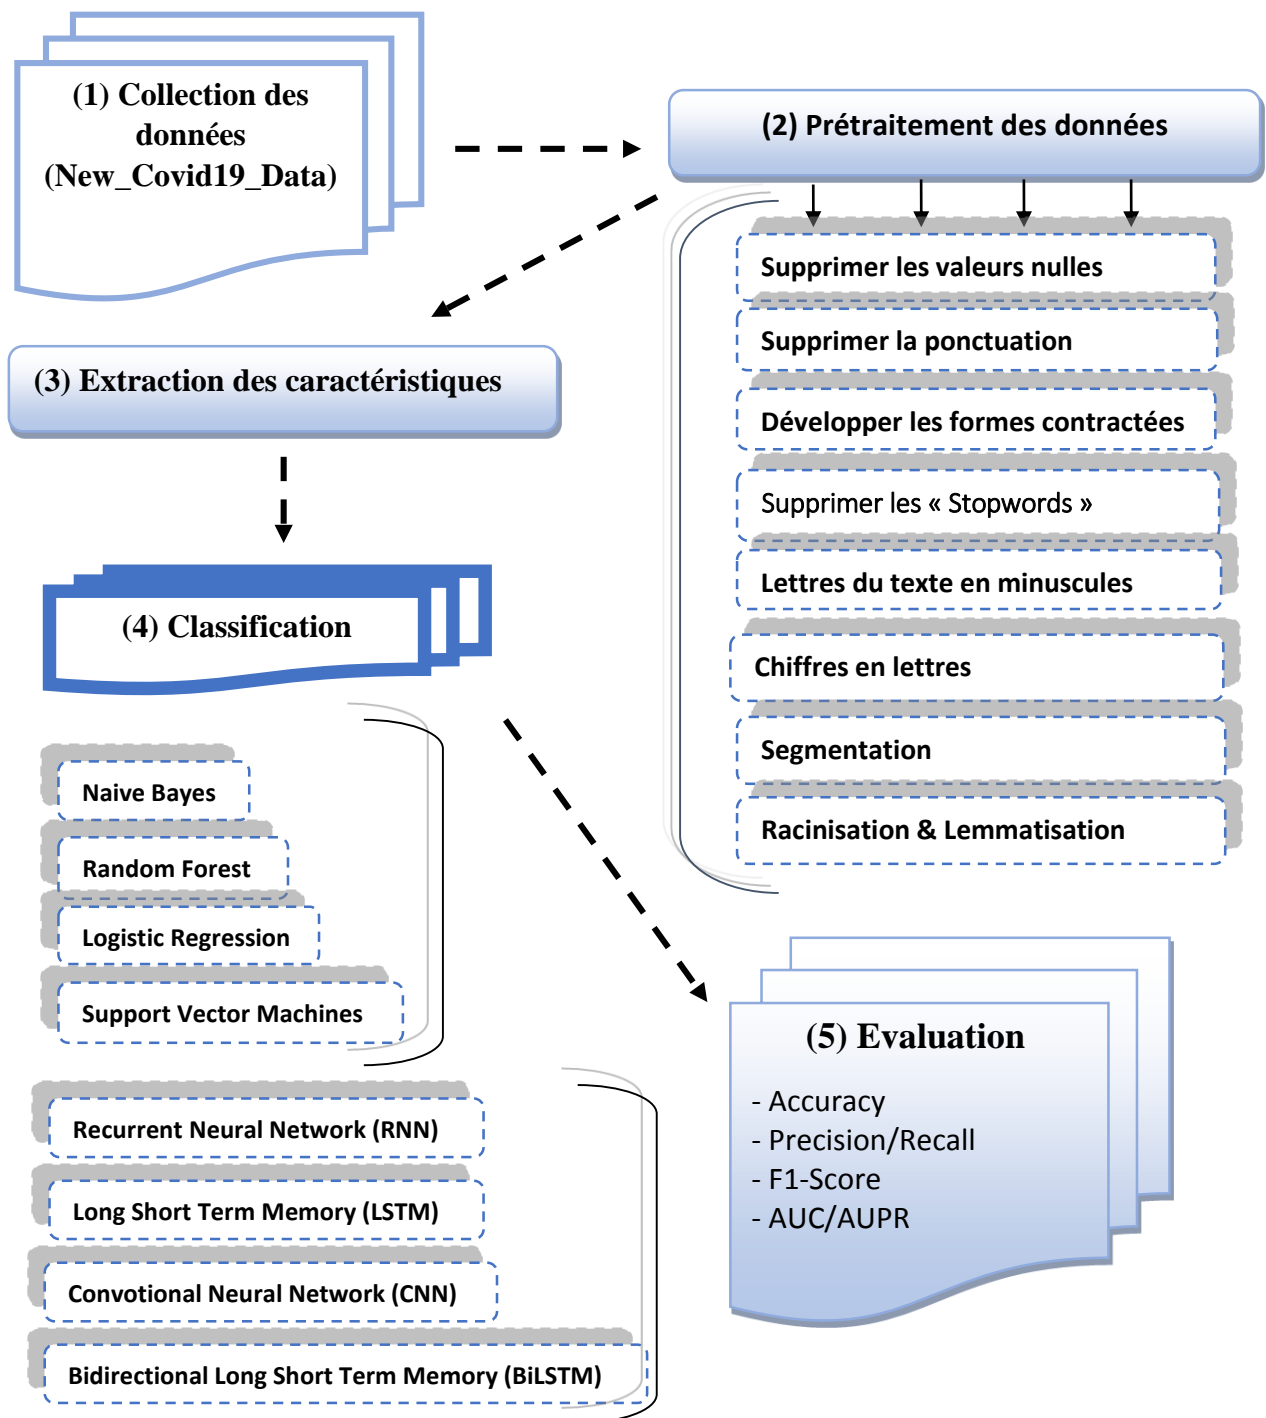 (1) Collection des
données
(New_Covid19_Data)
(2) Prétraitement des données
Supprimer les valeurs nulles
Supprimer la ponctuation
Développer les formes contractées
Supprimer les « Stopwords »
Lettres du texte en minuscules
Chiffres en lettres
Segmentation
Racinisation & Lemmatisation
(3) Extraction des caractéristiques
(4) Classification
Naive Bayes
Random Forest
Logistic Regression
Support Vector Machines
Recurrent Neural Network (RNN)
Long Short Term Memory (LSTM)
Convotional Neural Network (CNN)
Bidirectional Long Short Term Memory (BiLSTM)
(5) Evaluation
- Accuracy
- Precision/Recall
- F1-Score
- AUC/AUPR